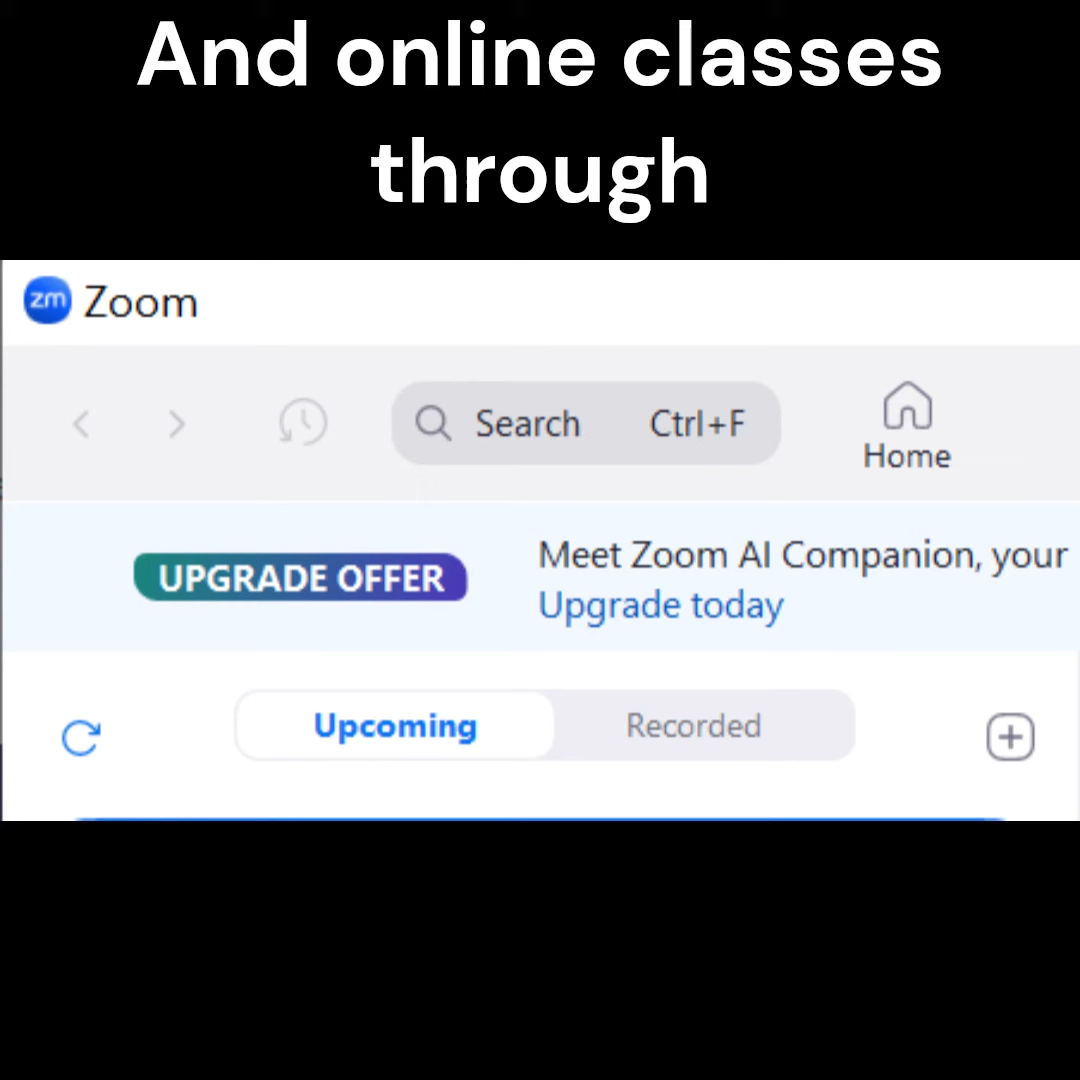 And online classes
through
zm Zoom
Search Ctrl+F
Home
UPGRADE OFFER
Meet Zoom AI Companion, your
Upgrade today
Upcoming Recorded